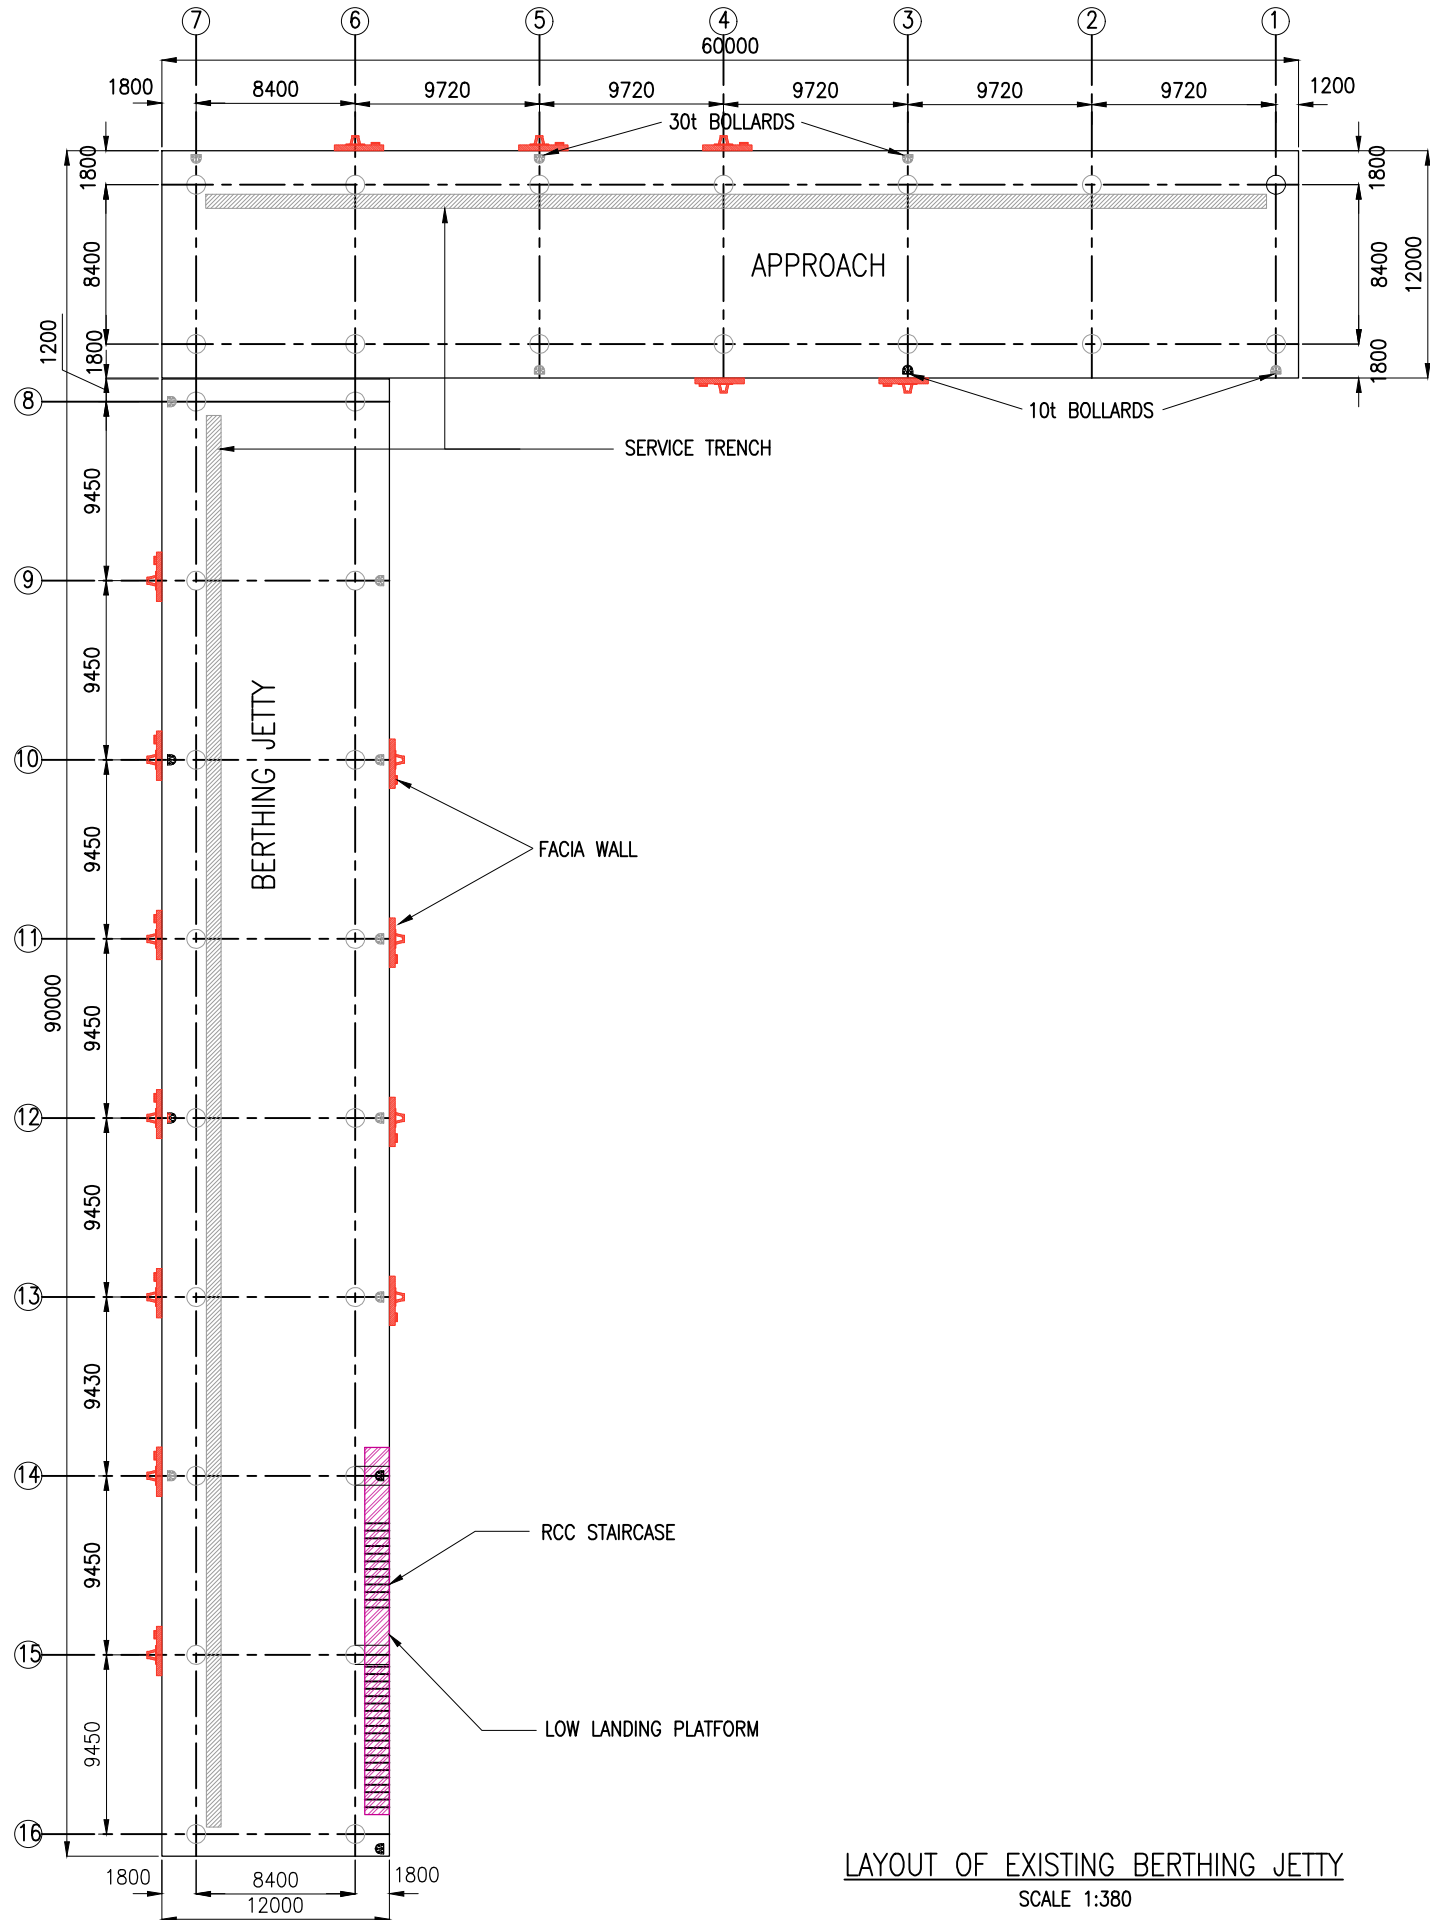 7 6 5 4 3 2 1
60000
1800 8400 9720 9720 9720 9720 9720 1200
30t BOLLARDS
1800 1800
8400 APPROACH 8400 12000
1200 1800 1800
8
10t BOLLARDS
SERVICE TRENCH
9450
9
9450
BERTHING JETTY
10
9450
FACIA WALL
11
90000
9450
12
9450
13
9430
14
RCC STAIRCASE
9450
15
LOW LANDING PLATFORM
9450
16
1800 8400 1800
12000
LAYOUT OF EXISTING BERTHING JETTY
SCALE 1:380